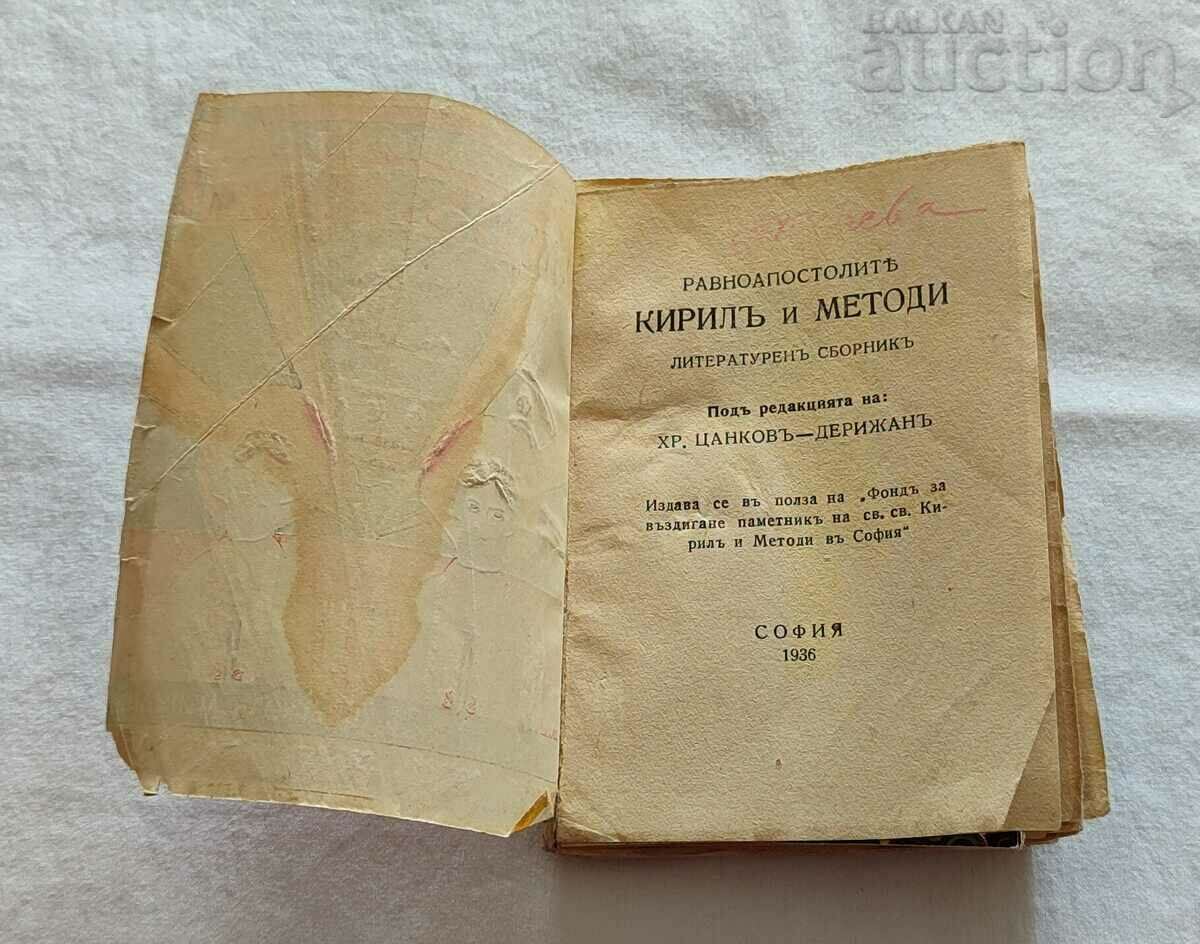 BALKAN
auction
РАВНОАПОСТОЛИТѢ
КИРИЛЪ и МЕТОДИ
ЛИТЕРАТУРЕНЪ СБОРНИКЪ
Подъ редакцията на:
ХР. ЦАНКОВЪ—ДЕРИЖАНЪ
Издава се въ полза на „Фондъ за
въздигане паметникъ на св. св. Ки-
рилъ и Методи въ София“
СОФИЯ
1936